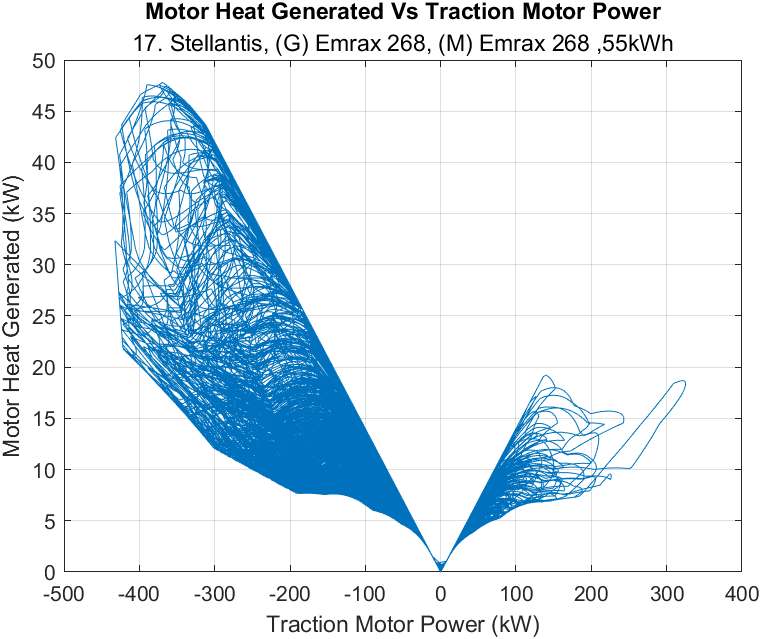 Motor Heat Generated Vs Traction Motor Power
17. Stellantis, (G) Emrax 268, (M) Emrax 268 ,55kWh
50
45
40
35
30
25
20
15
10
5
0
Motor Heat Generated (kW)
-500 -400 -300 -200 -100 0 100 200 300 400
Traction Motor Power (kW)